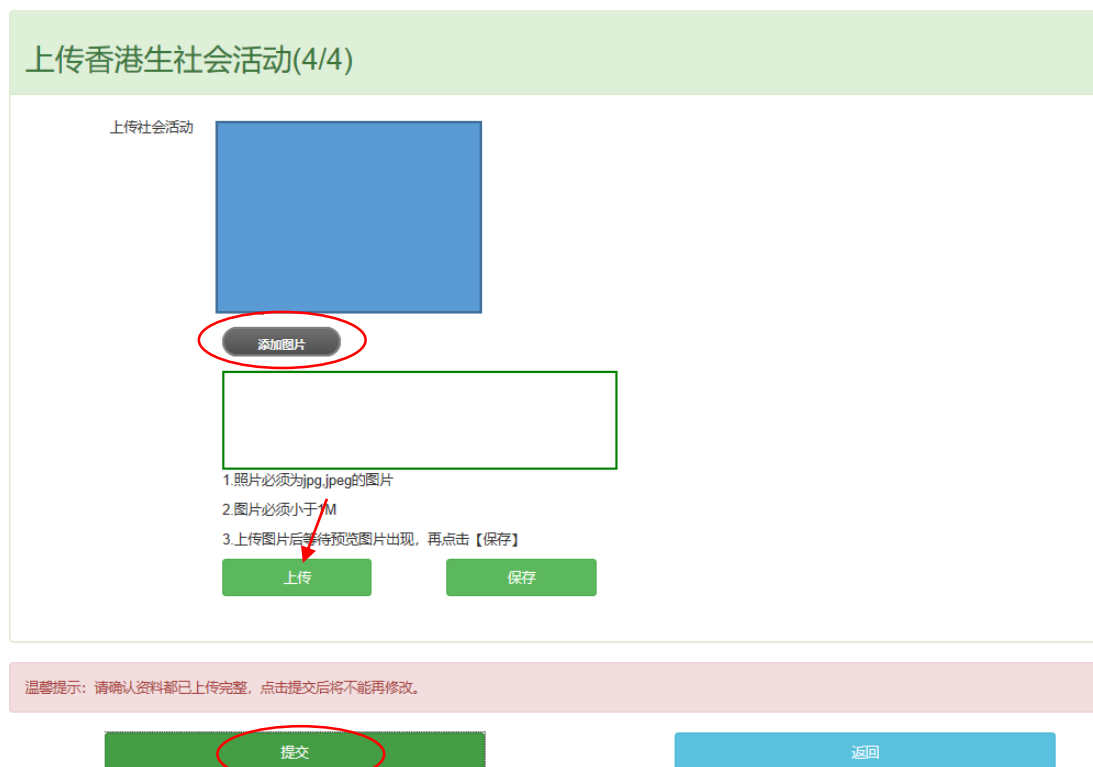 上传香港生社会活动(4/4)
上传社会活动
添加图片
1.照片必须为jpg,jpeg的图片
2.图片必须小于1M
3.上传图片后等待预览图片出现，再点击【保存】
上传
保存
温馨提示：请确认资料都已上传完整，点击提交后将不能再修改。
提交
返回